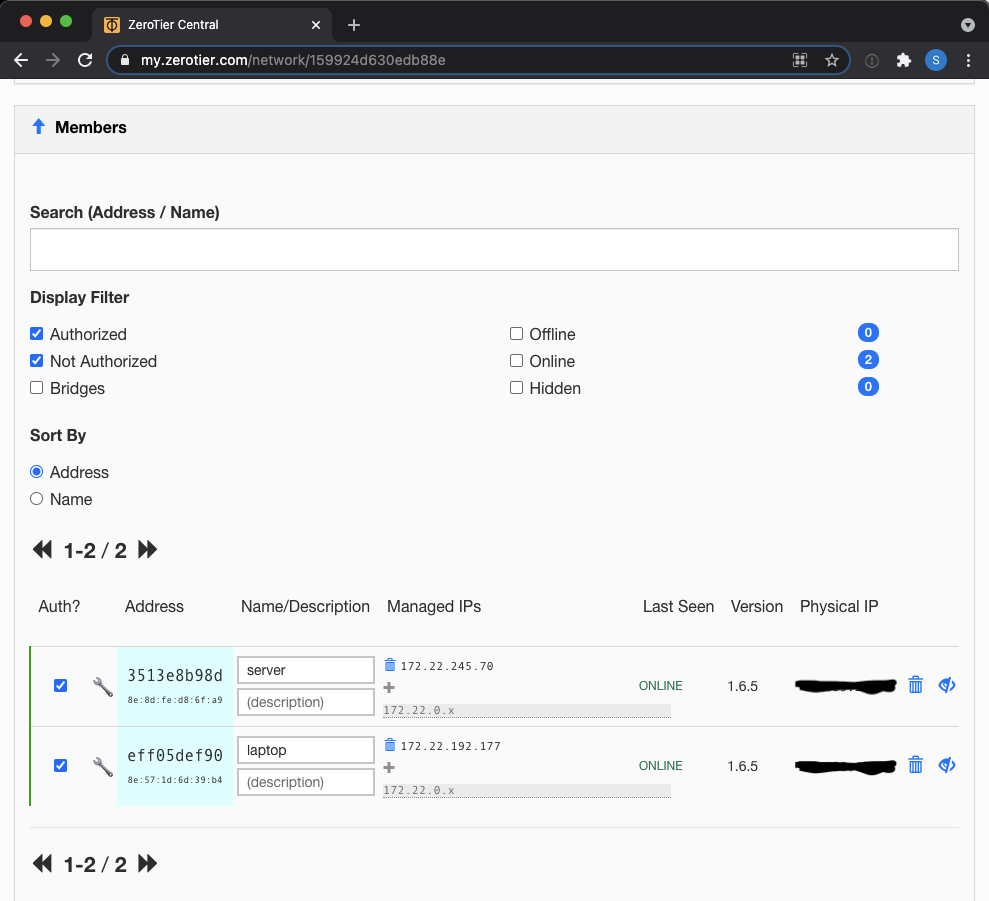 ZeroTier Central
my.zerotier.com/network/159924d630edb88e
S
Members
Search (Address / Name)
Display Filter
Authorized
Offline
0
Not Authorized
Online
2
Bridges
Hidden
0
Sort By
Address
Name
1-2 / 2
Auth? Address Name/Description Managed IPs Last Seen Version Physical IP
3513e8b98d
8e:8d:fe:d8:6f:a9
server
(description)
172.22.245.70
172.22.0.x
ONLINE
1.6.5
eff05def90
8e:57:1d:6d:39:b4
laptop
(description)
172.22.192.177
172.22.0.x
ONLINE
1.6.5
1-2 / 2